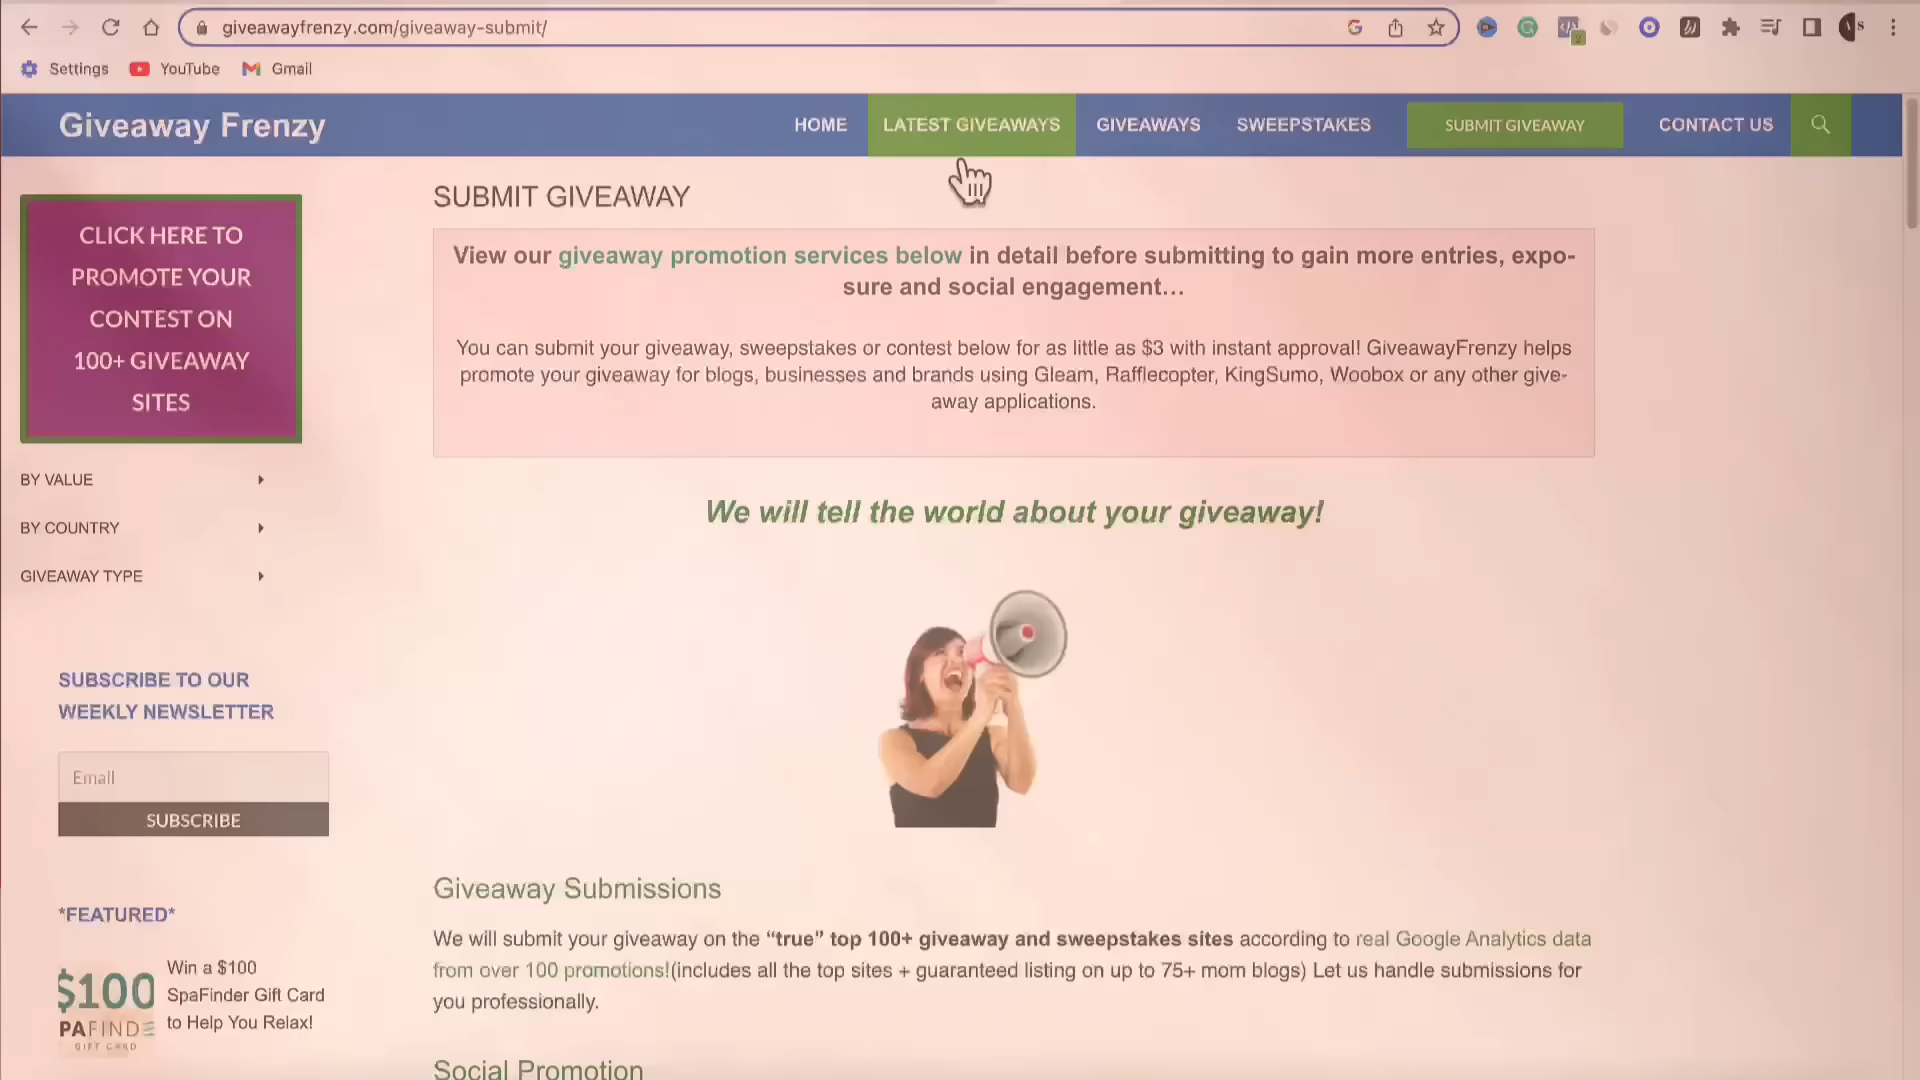 giveawayfrenzy.com/giveaway-submit/
Settings YouTube Gmail
Giveaway Frenzy
HOME LATEST GIVEAWAYS GIVEAWAYS SWEEPSTAKES SUBMIT GIVEAWAY CONTACT US
CLICK HERE TO
PROMOTE YOUR
CONTEST ON
100+ GIVEAWAY
SITES
BY VALUE
BY COUNTRY
GIVEAWAY TYPE
SUBSCRIBE TO OUR
WEEKLY NEWSLETTER
Email
SUBSCRIBE
*FEATURED*
$100
PAFINDE
GIFT CARD
Win a $100
SpaFinder Gift Card
to Help You Relax!
SUBMIT GIVEAWAY
View our giveaway promotion services below in detail before submitting to gain more entries, expo-
sure and social engagement...
You can submit your giveaway, sweepstakes or contest below for as little as $3 with instant approval! GiveawayFrenzy helps
promote your giveaway for blogs, businesses and brands using Gleam, Rafflecopter, KingSumo, Woobox or any other give-
away applications.
We will tell the world about your giveaway!
Giveaway Submissions
We will submit your giveaway on the “true” top 100+ giveaway and sweepstakes sites according to real Google Analytics data
from over 100 promotions!(includes all the top sites + guaranteed listing on up to 75+ mom blogs) Let us handle submissions for
you professionally.
Social Promotion